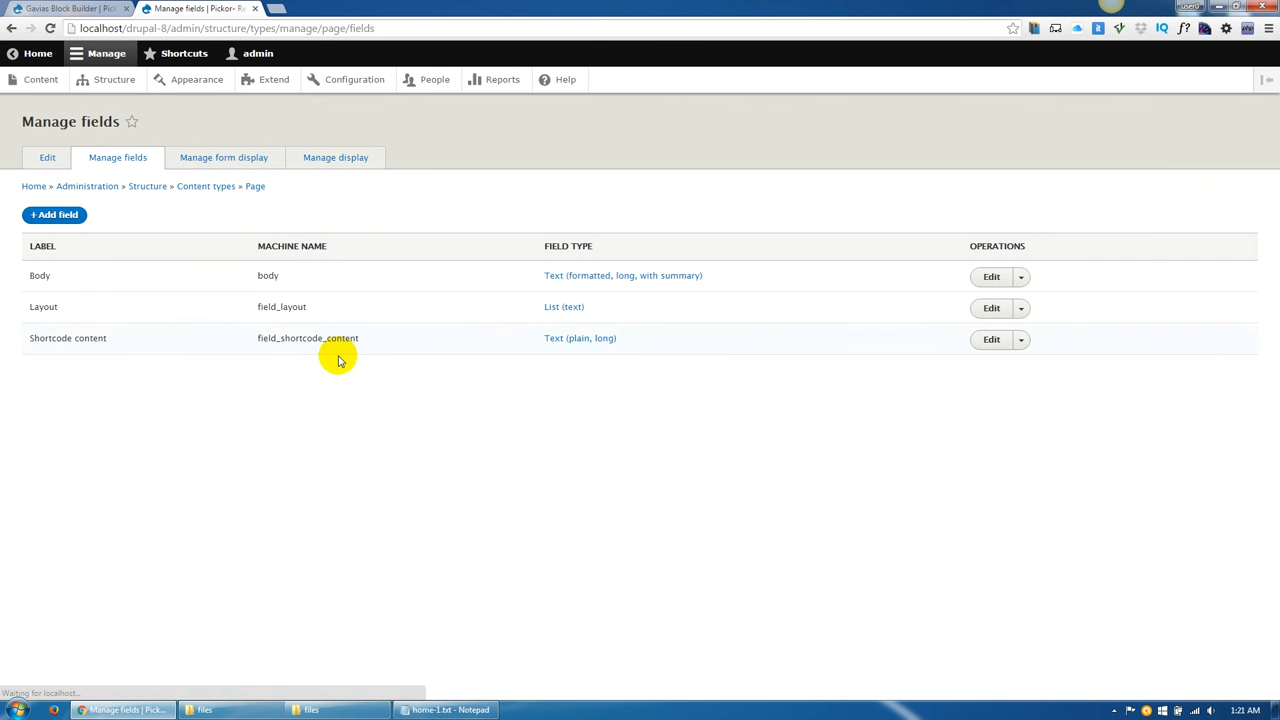 Gavias Block Builder | Pick
Manage fields | Pickor- Re
user0
localhost/drupal-8/admin/structure/types/manage/page/fields
Home
Manage
Shortcuts
admin
Content
Structure
Appearance
Extend
Configuration
People
Reports
Help
Manage fields
Edit
Manage fields
Manage form display
Manage display
Home » Administration » Structure » Content types » Page
+ Add field
LABEL MACHINE NAME FIELD TYPE OPERATIONS
Body body Text (formatted, long, with summary) Edit
Layout field_layout List (text) Edit
Shortcode content field_shortcode_content Text (plain, long) Edit
Waiting for localhost...
Manage fields | Pick...
files
files
home-1.txt - Notepad
1:21 AM